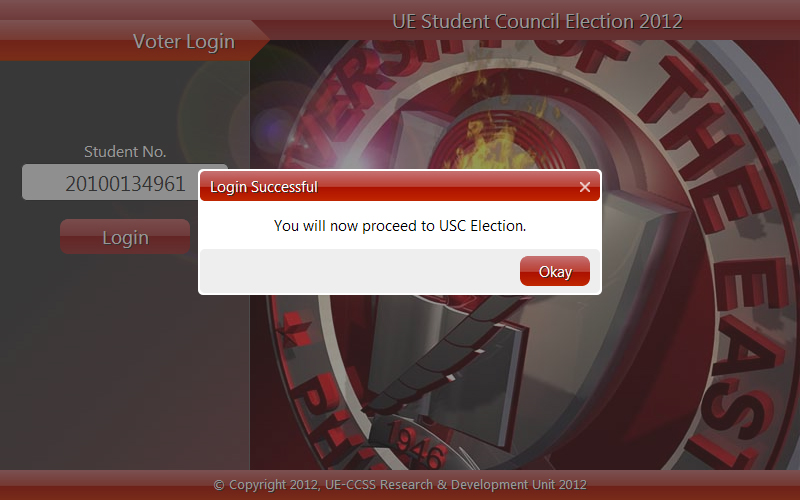 UE Student Council Election 2012
Voter Login
Student No.
20100134961
Login
Login Successful
You will now proceed to USC Election.
Okay
VERSITY OF THE EAST
PHI
1946
© Copyright 2012, UE-CCSS Research & Development Unit 2012